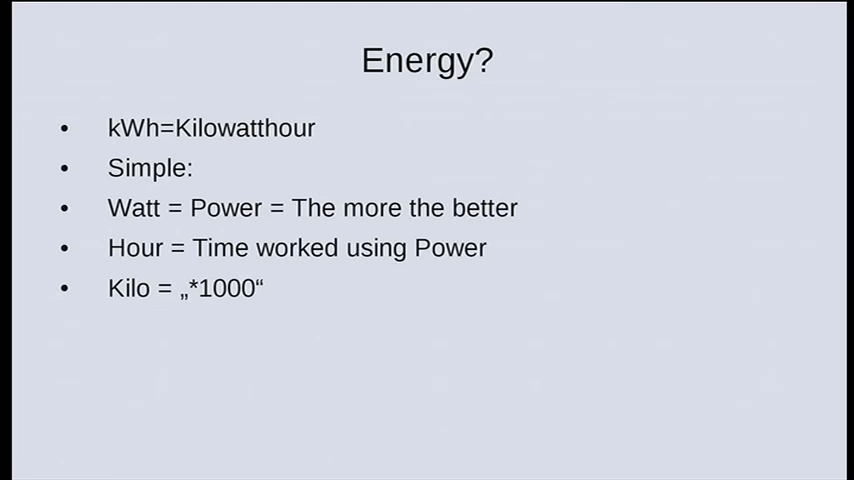 Energy?
• kWh=Kilowatthour
• Simple:
• Watt = Power = The more the better
• Hour = Time worked using Power
• Kilo = „*1000“